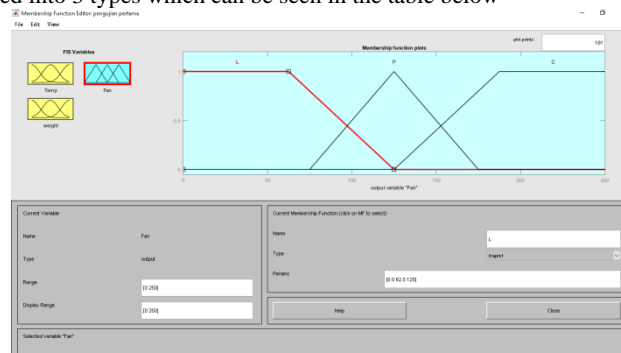 ed into 3 types which can be seen in the table below
Membership Function Editor: pengujian pertama
File Edit View
FIS Variables
Membership function plots
plot points:
181
Temp
Fan
weight
L
P
C
1
0.5
0
0
50
100
150
200
250
output variable "Fan"
Current Variable
Name
Fan
Type
output
Range
[0 250]
Display Range
[0 250]
Current Membership Function (click on MF to select)
Name
L
Type
trapmf
Params
[0 0 62.5 125]
Help
Close
Selected variable "Fan"